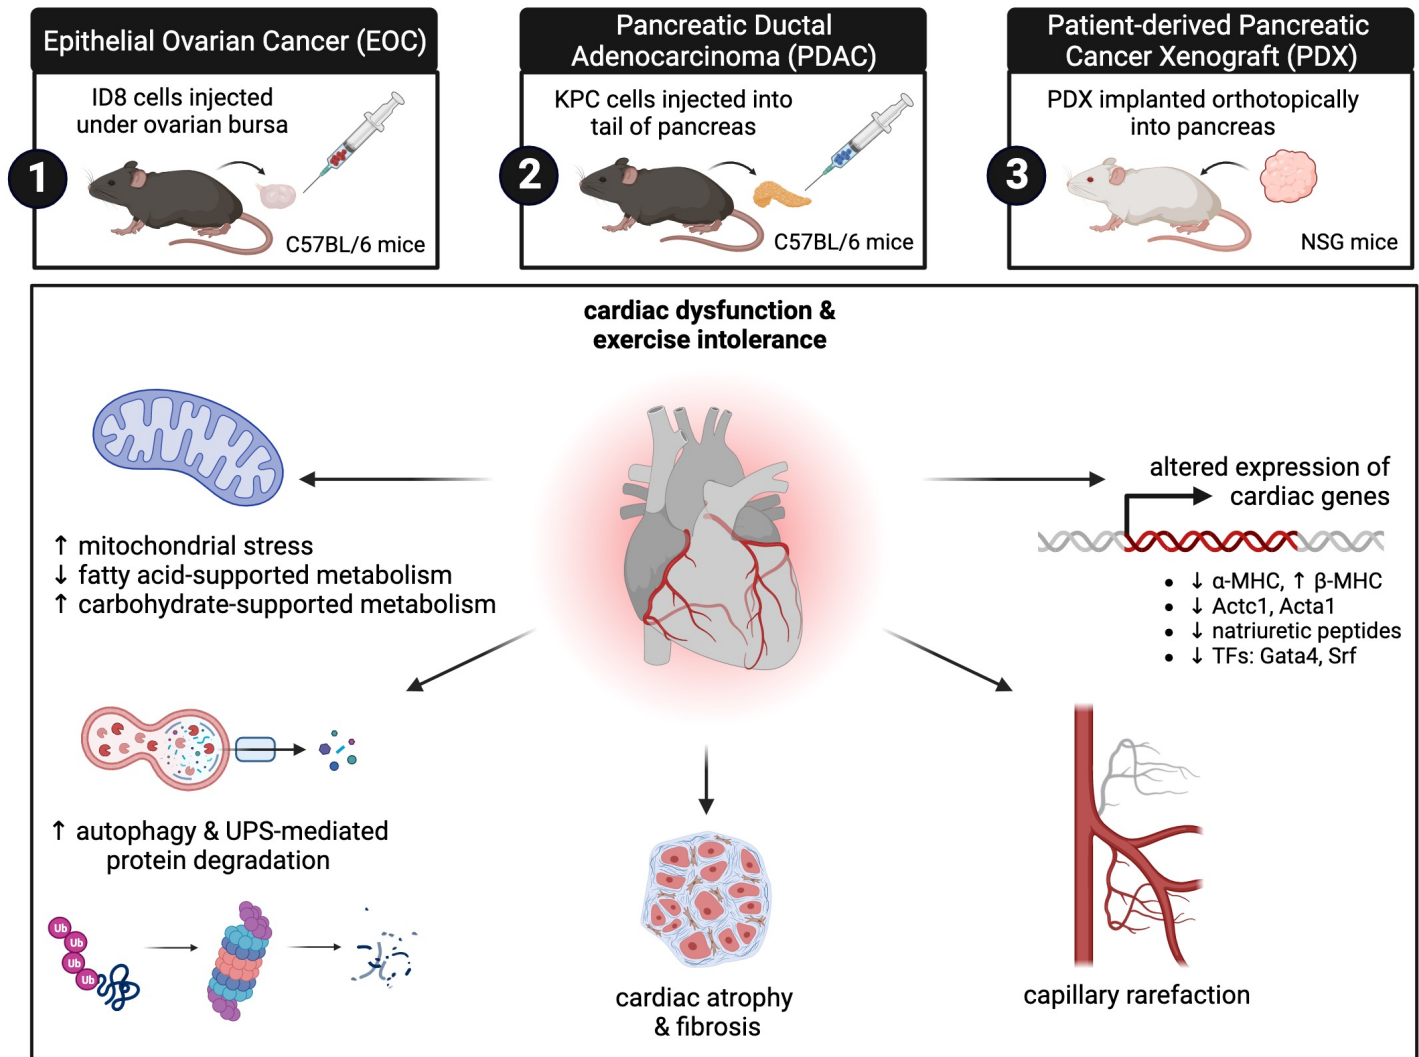 Epithelial Ovarian Cancer (EOC)
ID8 cells injected
under ovarian bursa
1
C57BL/6 mice
Pancreatic Ductal
Adenocarcinoma (PDAC)
KPC cells injected into
tail of pancreas
2
C57BL/6 mice
Patient-derived Pancreatic
Cancer Xenograft (PDX)
PDX implanted orthotopically
into pancreas
3
NSG mice
cardiac dysfunction &
exercise intolerance
↑ mitochondrial stress
↓ fatty acid-supported metabolism
↑ carbohydrate-supported metabolism
altered expression of
cardiac genes
• ↓ α-MHC, ↑ β-MHC
• ↓ Actc1, Acta1
• ↓ natriuretic peptides
• ↓ TFs: Gata4, Srf
↑ autophagy & UPS-mediated
protein degradation
Ub
Ub
Ub
Ub
cardiac atrophy
& fibrosis
capillary rarefaction